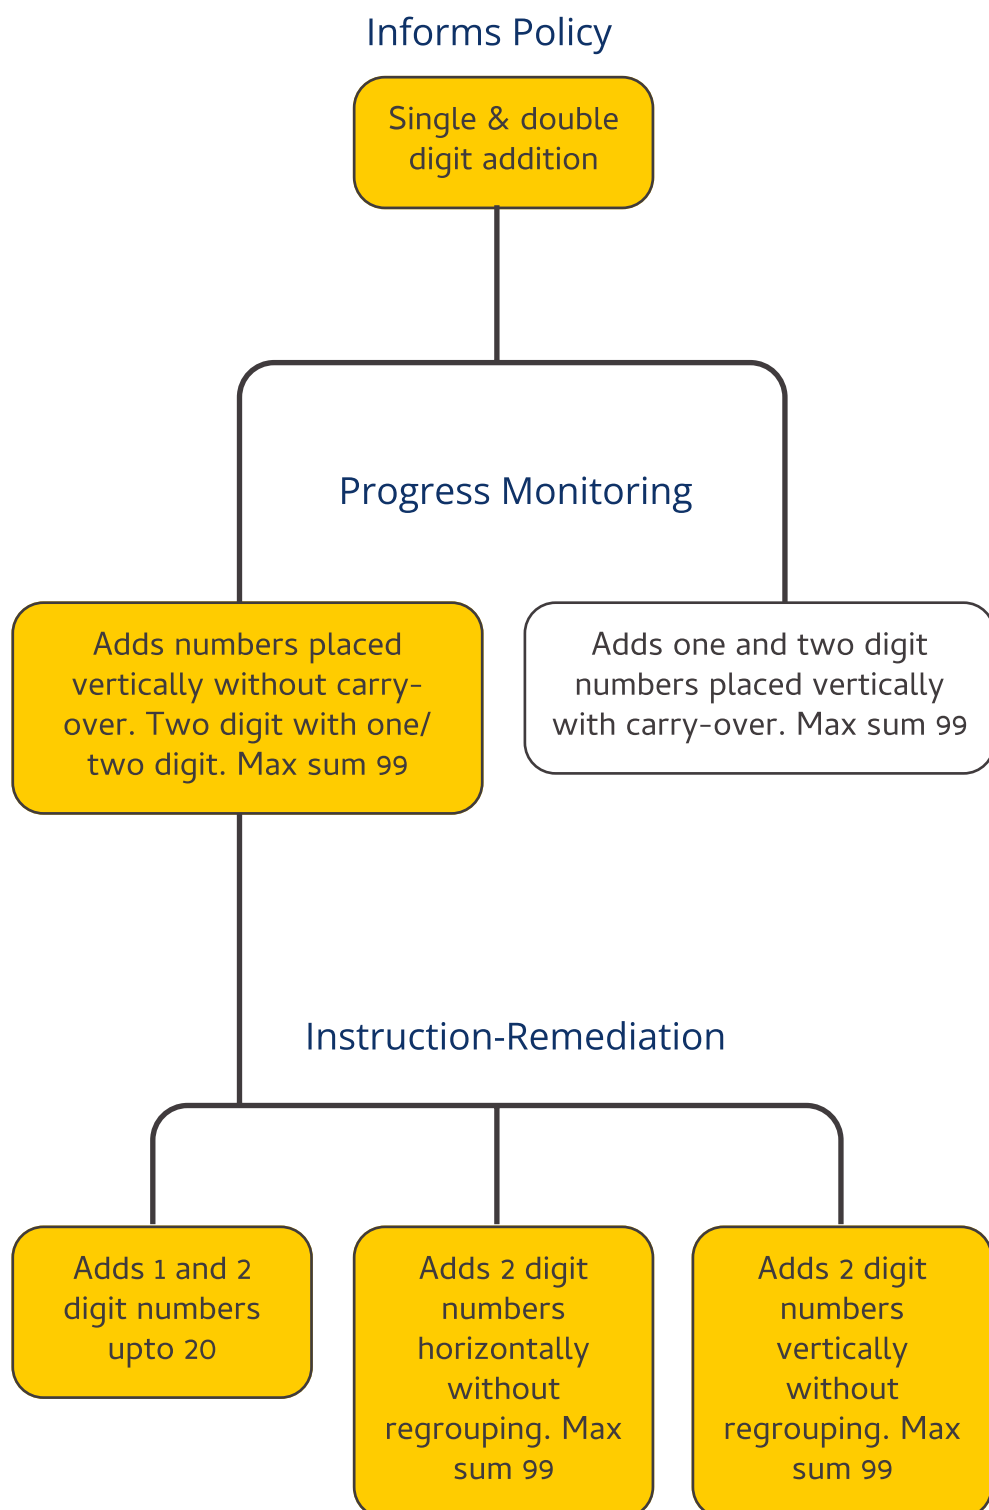 Informs Policy
Single & double
digit addition
Progress Monitoring
Adds numbers placed
vertically without carry-
over. Two digit with one/
two digit. Max sum 99
Adds one and two digit
numbers placed vertically
with carry-over. Max sum 99
Instruction-Remediation
Adds 1 and 2
digit numbers
upto 20
Adds 2 digit
numbers
horizontally
without
regrouping. Max
sum 99
Adds 2 digit
numbers
vertically
without
regrouping. Max
sum 99